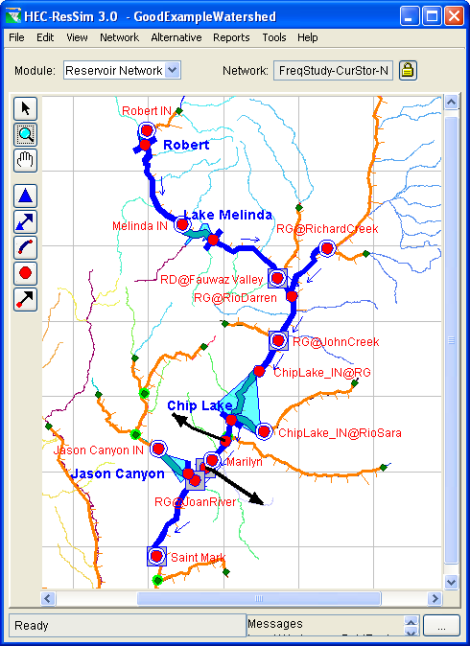 HEC-ResSim 3.0 - GoodExampleWatershed
File Edit View Network Alternative Reports Tools Help
Module: Reservoir Network Network: FreqStudy-CurStor-N
Robert IN
Robert
Lake Melinda
Melinda IN
RG@RichardCreek
RD@Fauwaz Valley
RG@RioDarren
RG@JohnCreek
ChipLake_IN@RG
Chip Lake
ChipLake_IN@RioSara
Jason Canyon IN
Marilyn
Jason Canyon
RG@JoanRiver
Saint Mark
Ready
Messages
...